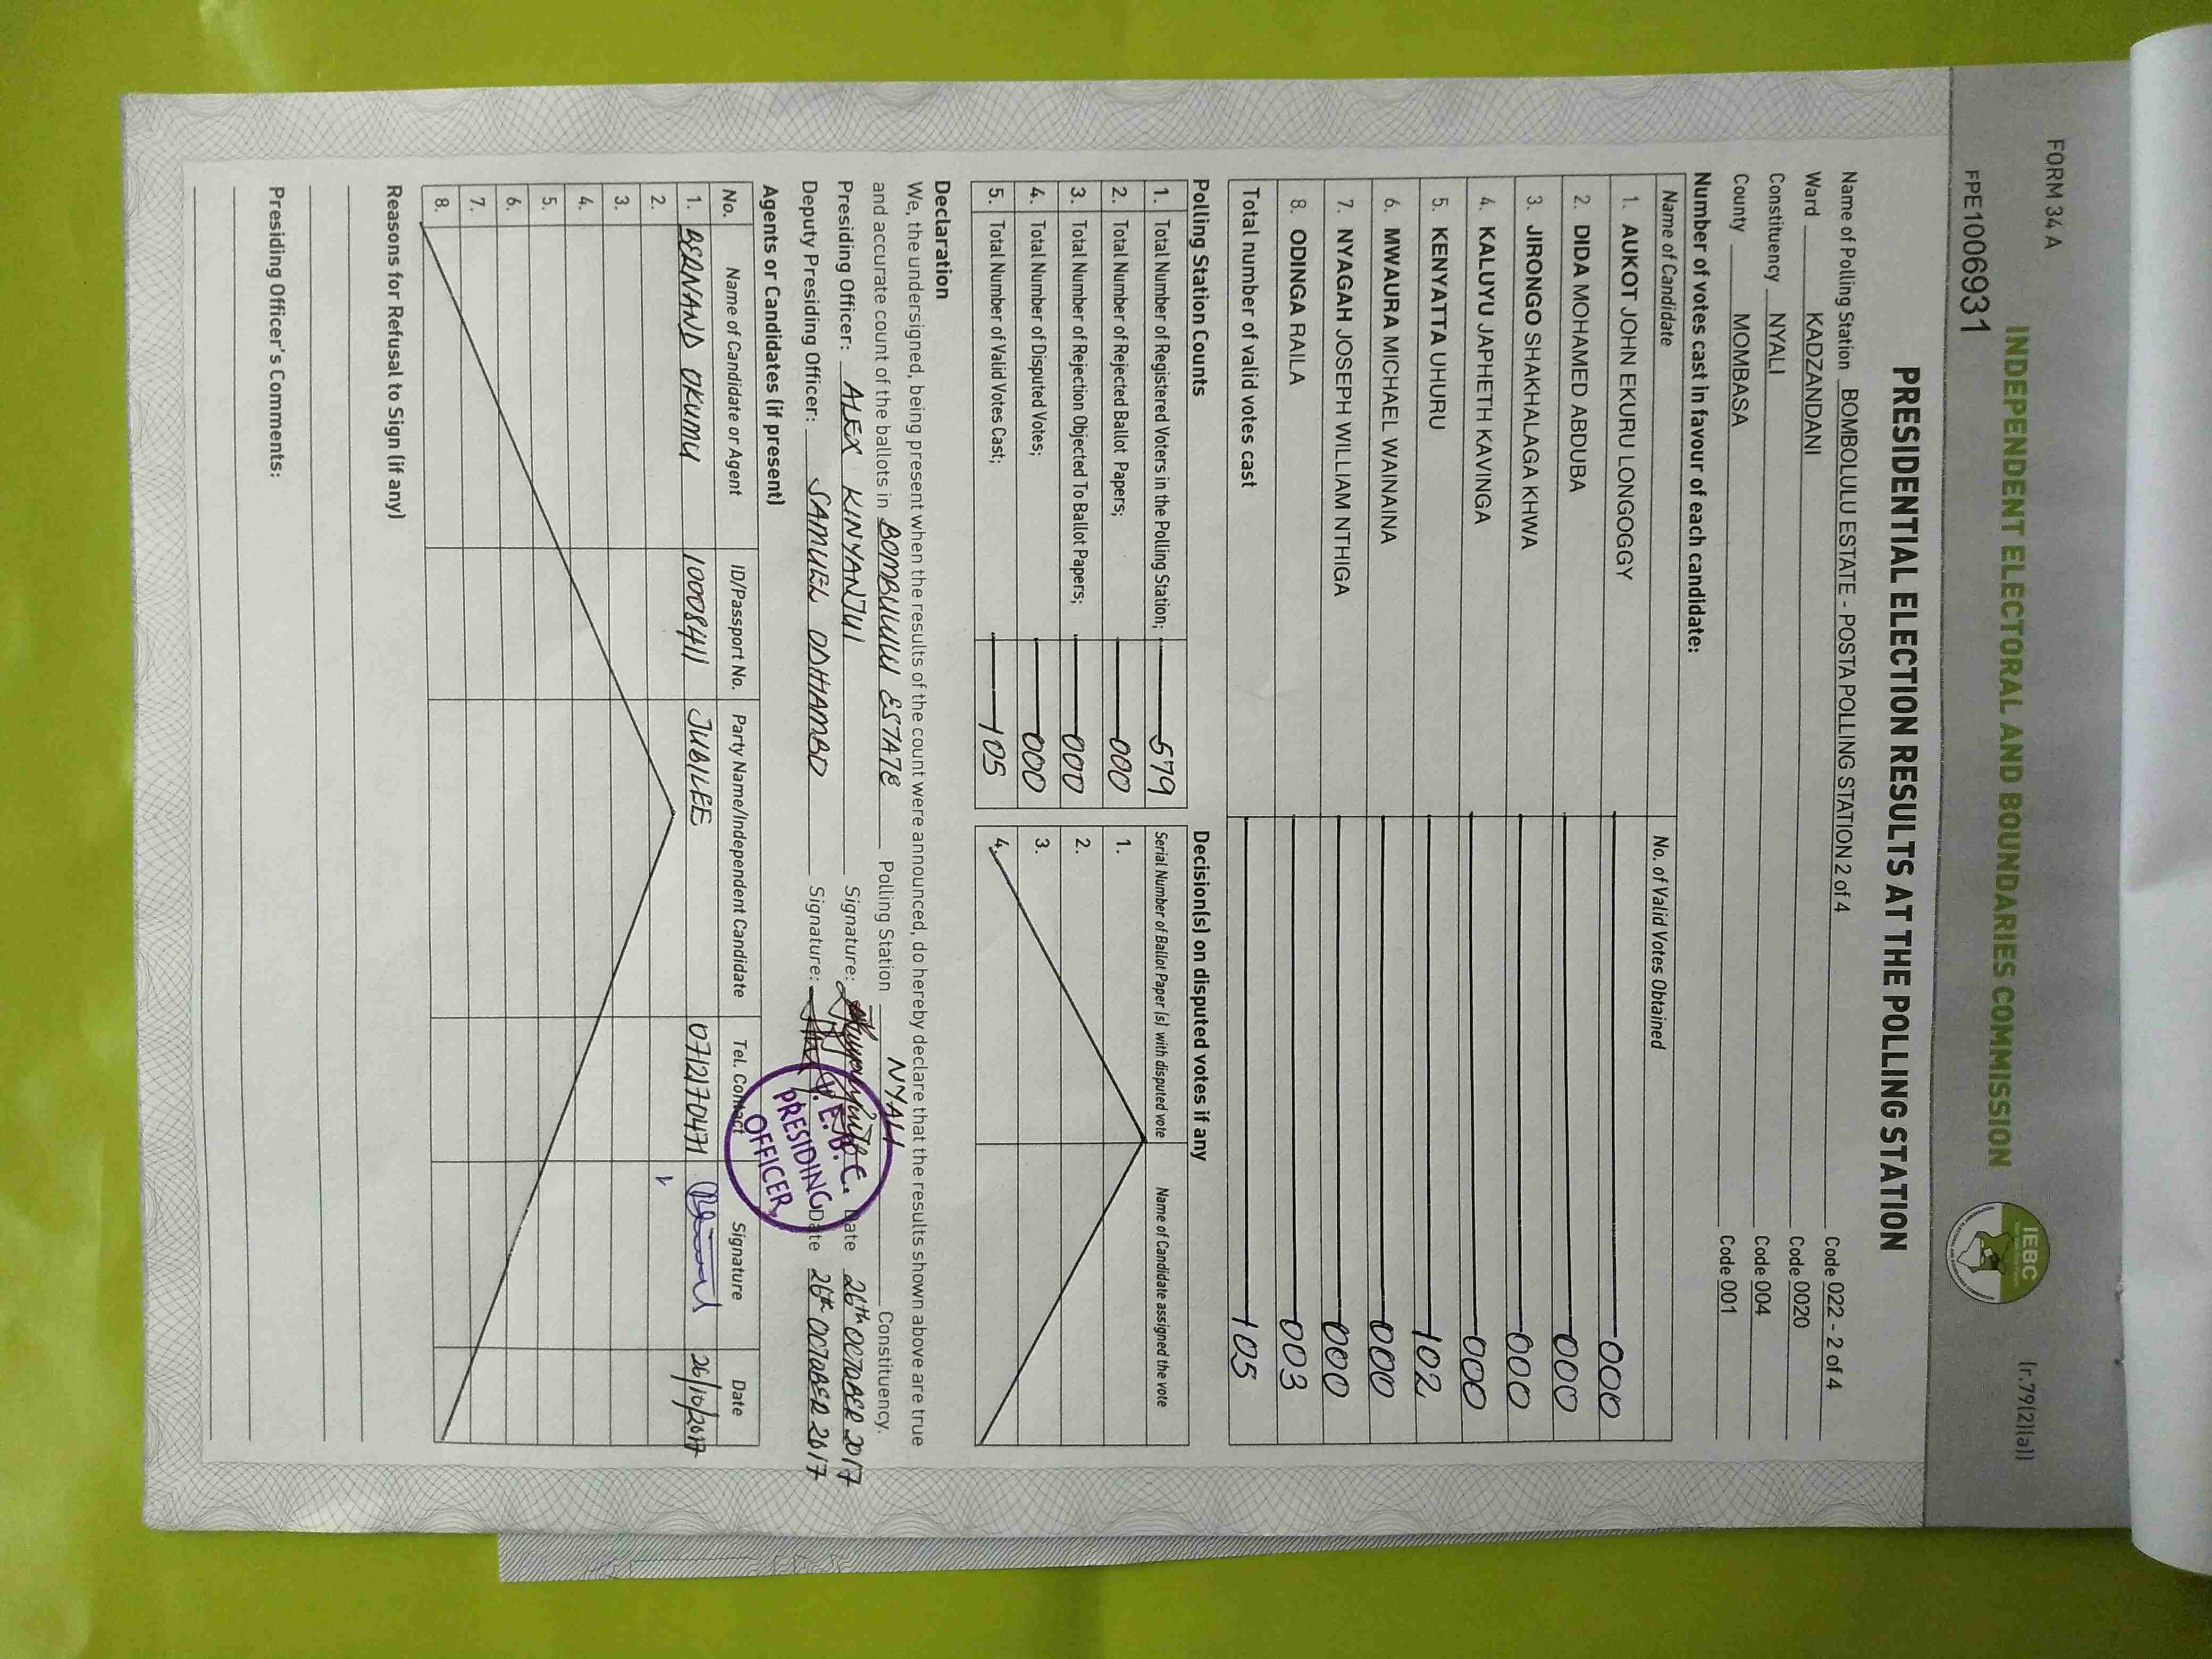 FORM 34 A
(r.79(2)(a))
INDEPENDENT ELECTORAL AND BOUNDARIES COMMISSION
IEBC
FPE1006931
PRESIDENTIAL ELECTION RESULTS AT THE POLLING STATION
Name of Polling Station BOMBOLULU ESTATE - POSTA POLLING STATION 2 of 4 Code 022 - 2 of 4
Ward KADZANDANI Code 0020
Constituency NYALI Code 004
County MOMBASA Code 001
Number of votes cast in favour of each candidate:
Name of Candidate No. of Valid Votes Obtained
1. AUKOT JOHN EKURU LONGOGGY 000
2. DIDA MOHAMED ABDUBA 000
3. JIRONGO SHAKHALAGA KHWA 000
4. KALUYU JAPHETH KAVINGA 000
5. KENYATTA UHURU 102
6. MWAURA MICHAEL WAINAINA 000
7. NYAGAH JOSEPH WILLIAM NTHIGA 000
8. ODINGA RAILA 003
Total number of valid votes cast 105
Polling Station Counts
1. Total Number of Registered Voters in the Polling Station; 579
2. Total Number of Rejected Ballot Papers; 000
3. Total Number of Rejection Objected To Ballot Papers; 000
4. Total Number of Disputed Votes; 000
5. Total Number of Valid Votes Cast; 105
Decision(s) on disputed votes if any
Serial Number of Ballot Paper (s) with disputed vote Name of Candidate assigned the vote
1.
2.
3.
4.
Declaration
We, the undersigned, being present when the results of the count were announced, do hereby declare that the results shown above are true
and accurate count of the ballots in BOMBULULU ESTATE Polling Station NYALI Constituency.
Presiding Officer: ALEX KINYANJUI Signature: Date 26th OCTOBER 2017
Deputy Presiding Officer: SAMUEL ODHIAMBO Signature: Date 26th OCTOBER 2017
I.E.B.C.
PRESIDING
OFFICER
Agents or Candidates (if present)
No. Name of Candidate or Agent ID/Passport No. Party Name/Independent Candidate Tel. Contact Signature Date
1. BERNAND OKUMU 10008411 JUBILEE 0712170471 26/10/2017
2.
3.
4.
5.
6.
7.
8.
Reasons for Refusal to Sign (if any)
Presiding Officer's Comments: